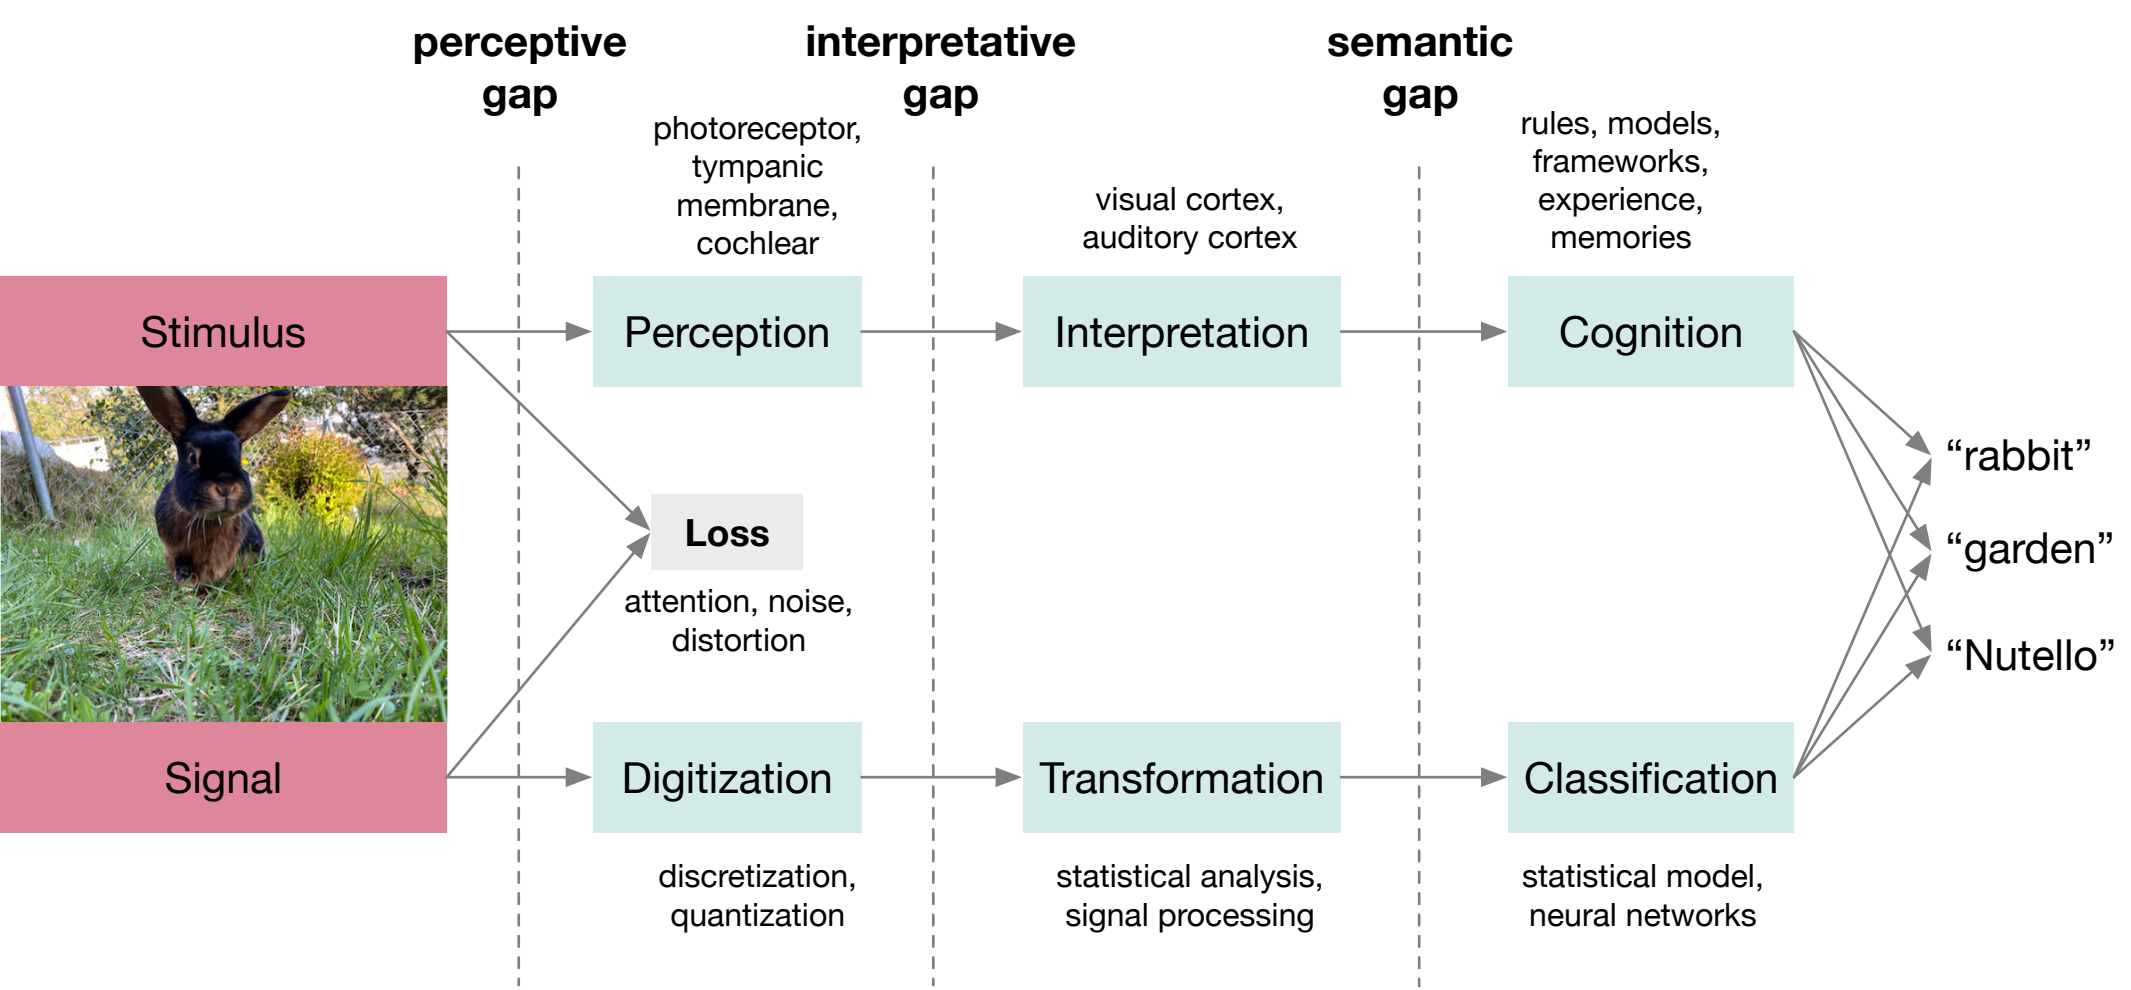 perceptive
gap
interpretative
gap
semantic
gap
photoreceptor,
tympanic
membrane,
cochlear
visual cortex,
auditory cortex
rules, models,
frameworks,
experience,
memories
Stimulus
Perception
Interpretation
Cognition
Loss
attention, noise,
distortion
“rabbit”
“garden”
“Nutello”
Signal
Digitization
Transformation
Classification
discretization,
quantization
statistical analysis,
signal processing
statistical model,
neural networks